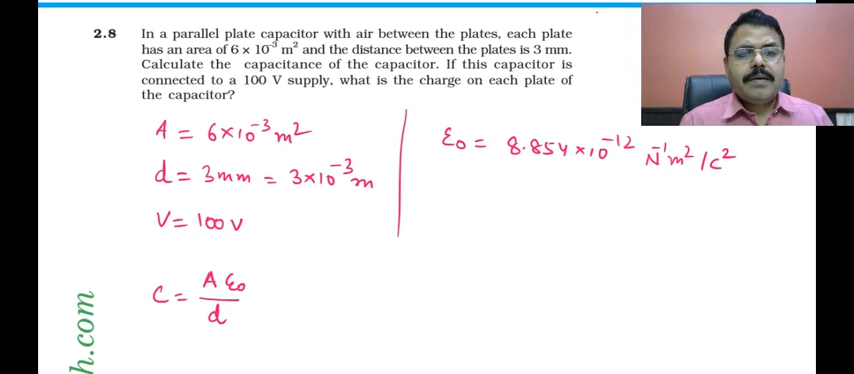 2.8 In a parallel plate capacitor with air between the plates, each plate
has an area of 6 × 10⁻³ m² and the distance between the plates is 3 mm.
Calculate the capacitance of the capacitor. If this capacitor is
connected to a 100 V supply, what is the charge on each plate of
the capacitor?
A = 6×10⁻³ m²
d = 3mm = 3×10⁻³ m
V = 100 V
ε₀ = 8.854×10⁻¹² N⁻¹m²/c²
C = A ε₀ / d
h.com